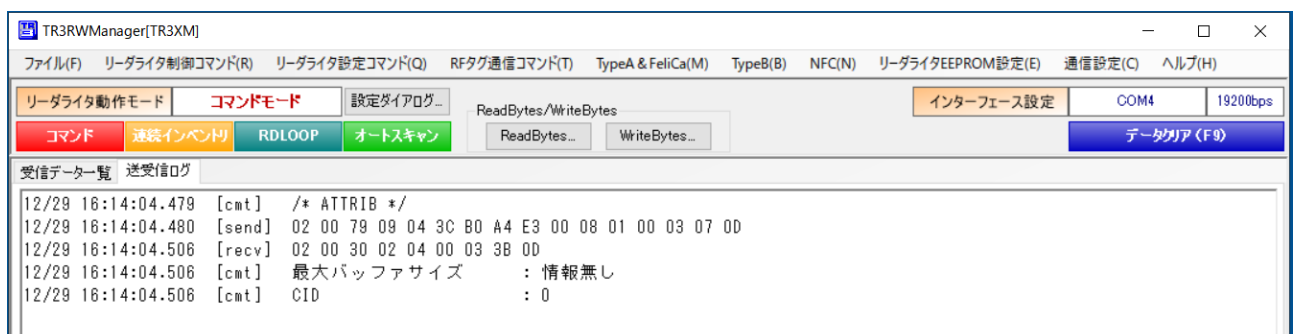 TR3RWManager[TR3XM]
ファイル(F) リーダライタ制御コマンド(R) リーダライタ設定コマンド(Q) RFタグ通信コマンド(T) TypeA & FeliCa(M) TypeB(B) NFC(N) リーダライタEEPROM設定(E) 通信設定(C) ヘルプ(H)
リーダライタ動作モード コマンドモード 設定ダイアログ... ReadBytes/WriteBytes インターフェース設定 COM4 19200bps
コマンド 連続インベントリ RDLOOP オートスキャン ReadBytes... WriteBytes... データクリア(F9)
受信データ一覧 送受信ログ
12/29 16:14:04.479 [cmt] /* ATTRIB */
12/29 16:14:04.480 [send] 02 00 79 09 04 3C B0 A4 E3 00 08 01 00 03 07 0D
12/29 16:14:04.506 [recv] 02 00 30 02 04 00 03 3B 0D
12/29 16:14:04.506 [cmt] 最大バッファサイズ : 情報無し
12/29 16:14:04.506 [cmt] CID : 0